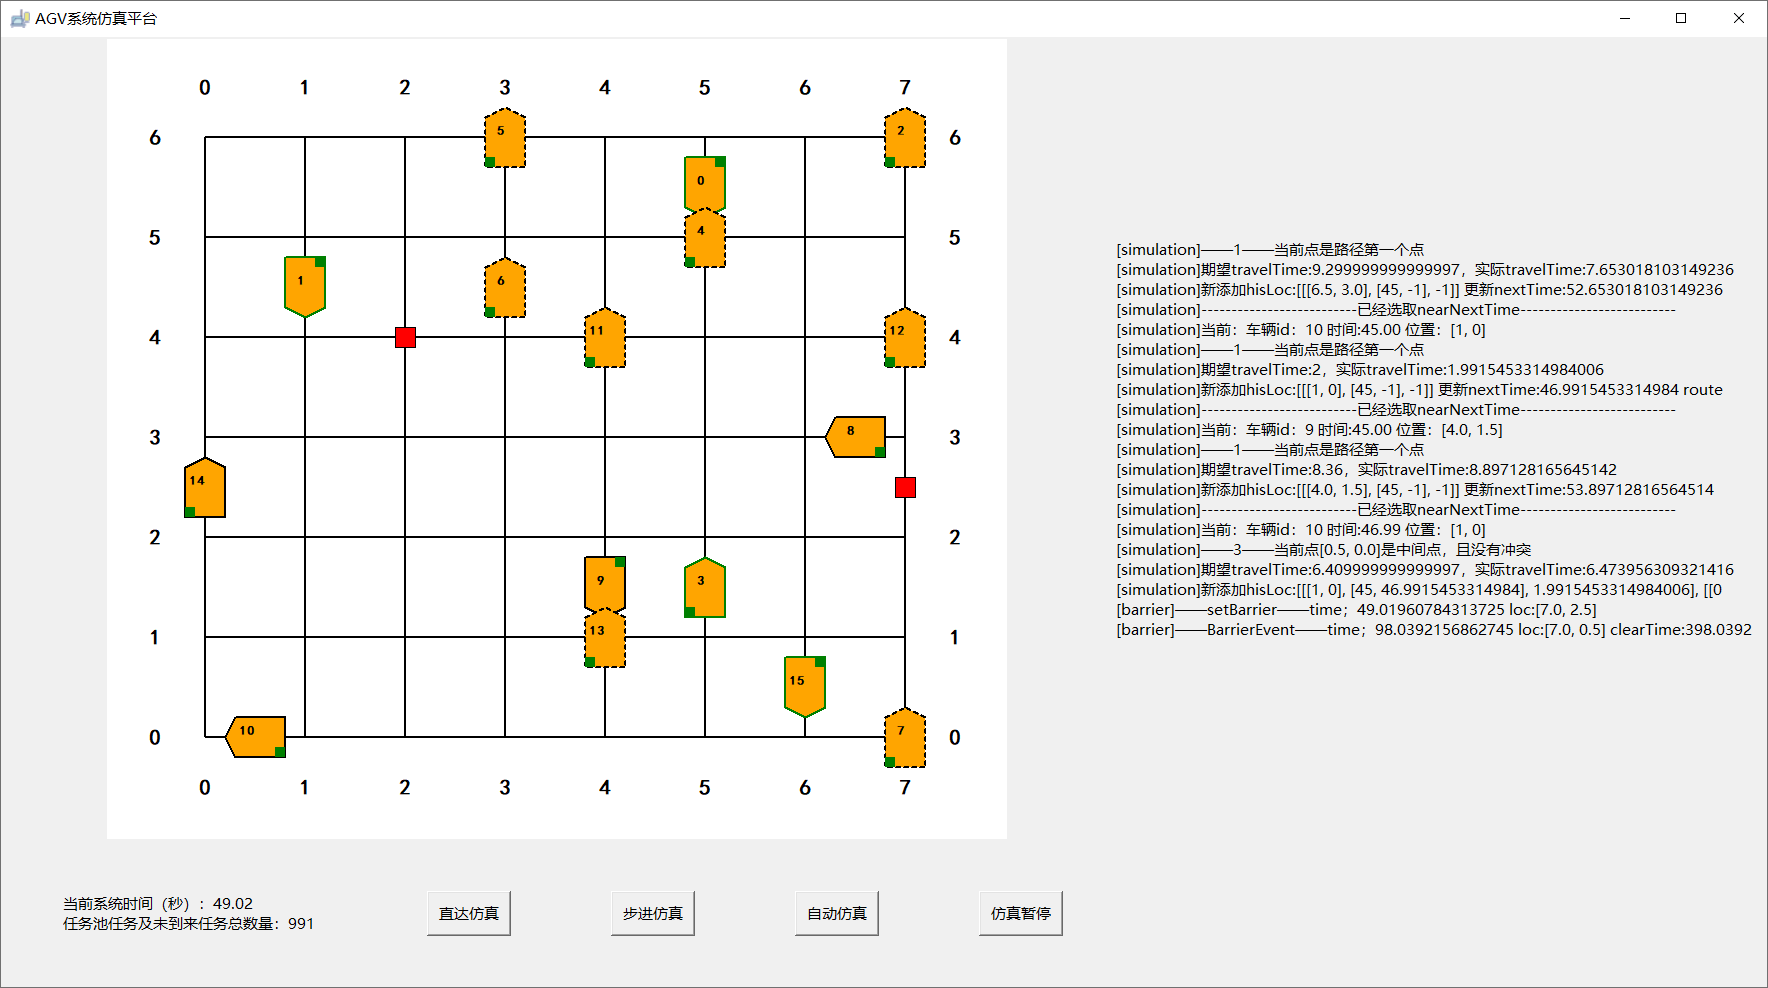 AGV系统仿真平台
0 1 2 3 4 5 6 7
5 2
6 6
0
4
5 5
1 6
11 12
4 4
8
3 3
14
2 2
9 3
13
1 1
15
10 7
0 0
0 1 2 3 4 5 6 7
[simulation]——1——当前点是路径第一个点
[simulation]期望travelTime:9.299999999999997，实际travelTime:7.653018103149236
[simulation]新添加hisLoc:[[[6.5, 3.0], [45, -1], -1]] 更新nextTime:52.653018103149236
[simulation]--------------------------已经选取nearNextTime--------------------------
[simulation]当前：车辆id：10 时间:45.00 位置：[1, 0]
[simulation]——1——当前点是路径第一个点
[simulation]期望travelTime:2，实际travelTime:1.9915453314984006
[simulation]新添加hisLoc:[[[1, 0], [45, -1], -1]] 更新nextTime:46.9915453314984 route
[simulation]--------------------------已经选取nearNextTime--------------------------
[simulation]当前：车辆id：9 时间:45.00 位置：[4.0, 1.5]
[simulation]——1——当前点是路径第一个点
[simulation]期望travelTime:8.36，实际travelTime:8.897128165645142
[simulation]新添加hisLoc:[[[4.0, 1.5], [45, -1], -1]] 更新nextTime:53.89712816564514
[simulation]--------------------------已经选取nearNextTime--------------------------
[simulation]当前：车辆id：10 时间:46.99 位置：[1, 0]
[simulation]——3——当前点[0.5, 0.0]是中间点，且没有冲突
[simulation]期望travelTime:6.409999999999997，实际travelTime:6.473956309321416
[simulation]新添加hisLoc:[[[1, 0], [45, 46.9915453314984], 1.9915453314984006], [[0
[barrier]——setBarrier——time；49.01960784313725 loc:[7.0, 2.5]
[barrier]——BarrierEvent——time；98.0392156862745 loc:[7.0, 0.5] clearTime:398.0392
当前系统时间（秒）：49.02
任务池任务及未到来任务总数量：991
直达仿真 步进仿真 自动仿真 仿真暂停